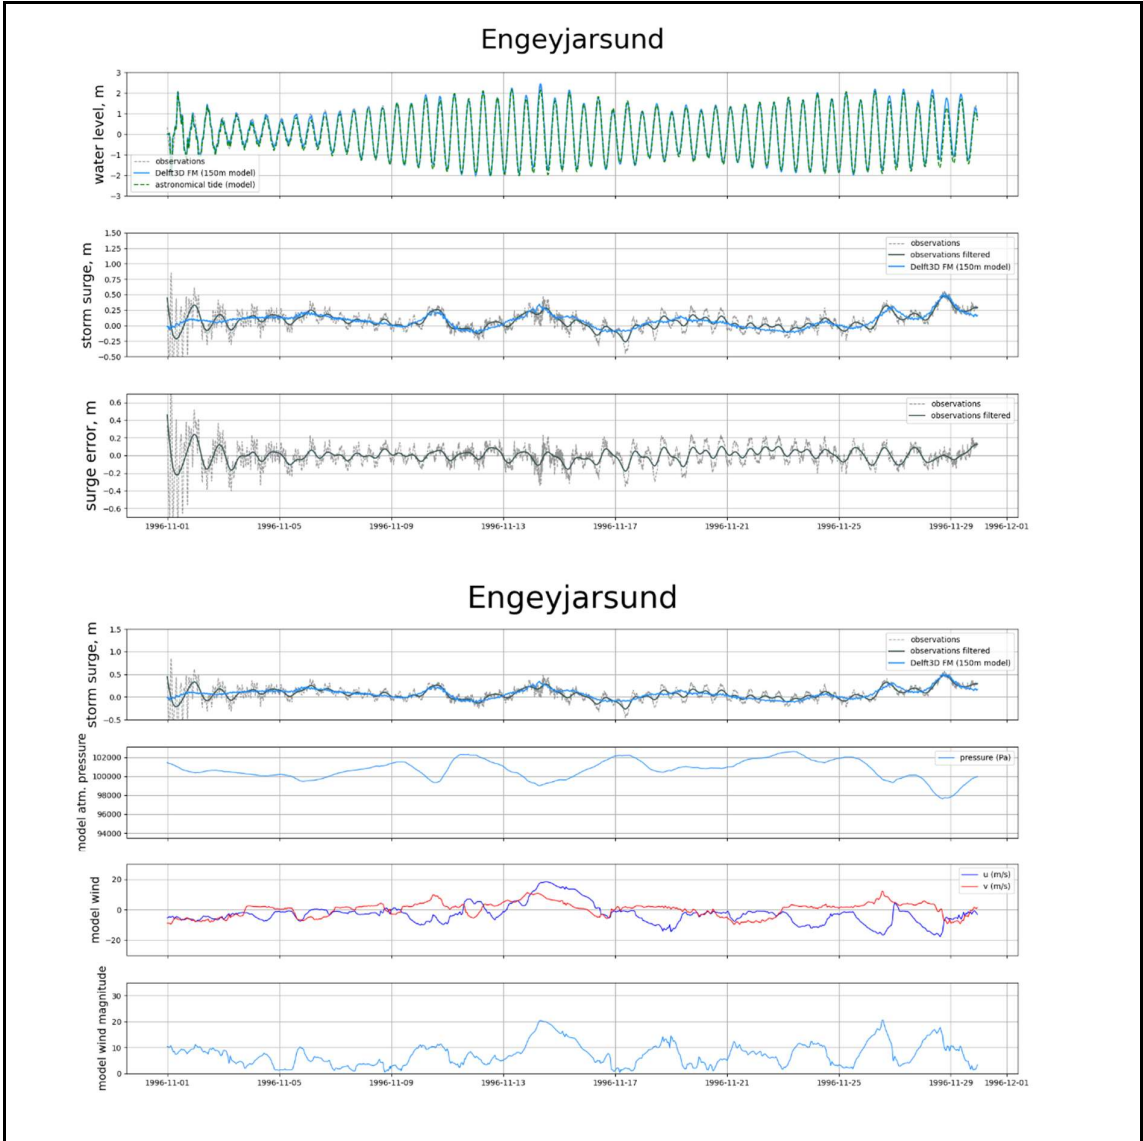 Engeyjarsund
water level, m
3
2
1
0
−1
−2
−3
observations
Delft3D FM (150m model)
astronomical tide (model)
storm surge, m
1.50
1.25
1.00
0.75
0.50
0.25
0.00
−0.25
−0.50
observations
observations filtered
Delft3D FM (150m model)
surge error, m
0.6
0.4
0.2
0.0
−0.2
−0.4
−0.6
observations
observations filtered
1996-11-01 1996-11-05 1996-11-09 1996-11-13 1996-11-17 1996-11-21 1996-11-25 1996-11-29 1996-12-01
Engeyjarsund
storm surge, m
1.5
1.0
0.5
0.0
−0.5
observations
observations filtered
Delft3D FM (150m model)
model atm. pressure
102000
100000
98000
96000
94000
pressure (Pa)
model wind
20
0
−20
u (m/s)
v (m/s)
model wind magnitude
30
20
10
0
1996-11-01 1996-11-05 1996-11-09 1996-11-13 1996-11-17 1996-11-21 1996-11-25 1996-11-29 1996-12-01